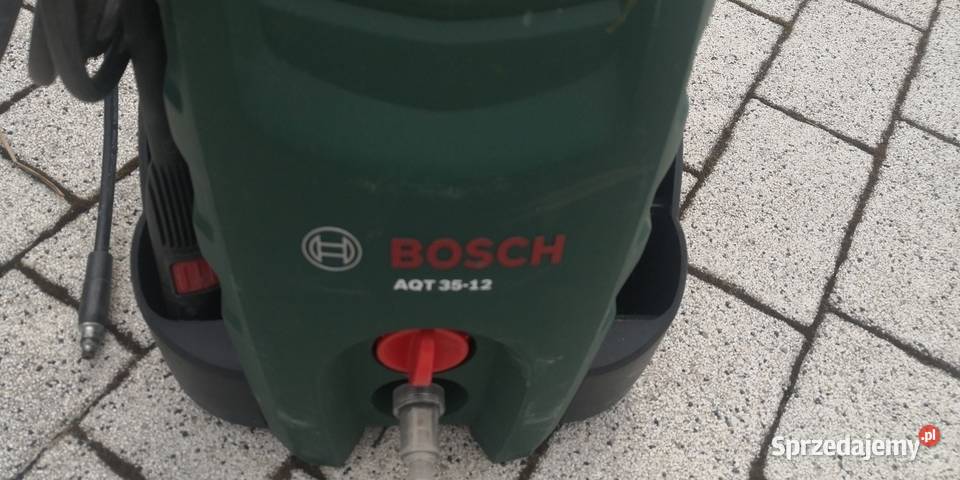 BOSCH
AQT 35-12
Sprzedajemy.pl